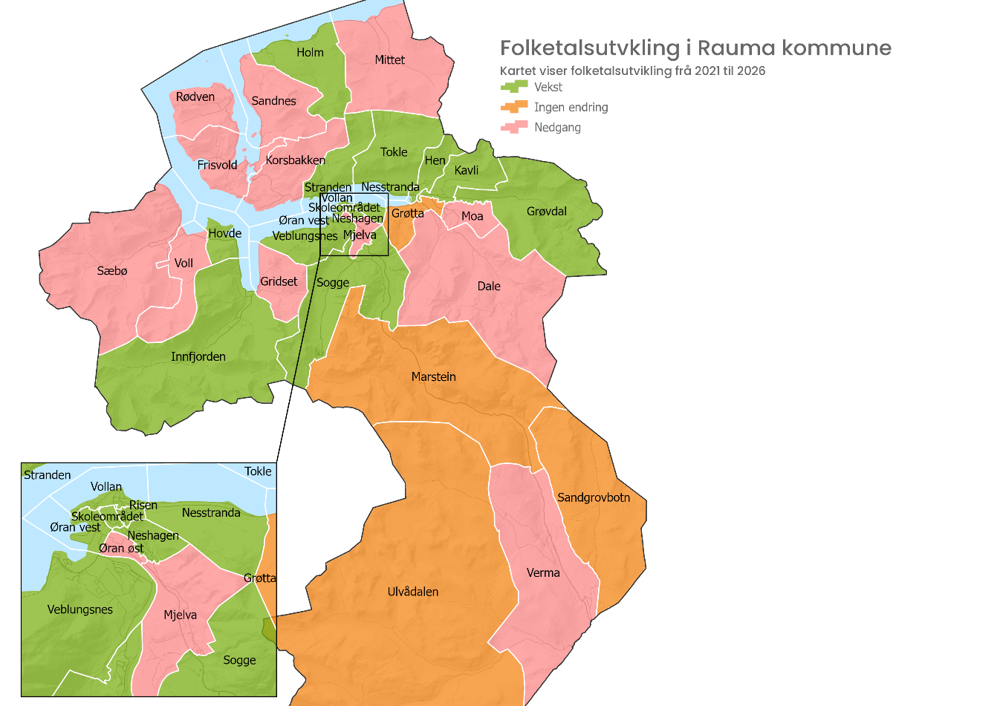 Folketalsutvkling i Rauma kommune
Kartet viser folketalsutvikling frå 2021 til 2026
Vekst
Ingen endring
Nedgang
Holm
Mittet
Rødven
Sandnes
Frisvold
Korsbakken
Tokle
Hen
Kavli
Stranden
Nesstranda
Vollan
Skoleområdet
Øran vest
Neshagen
Grøtta
Moa
Grøvdal
Hovde
Veblungsnes
Mjelva
Sæbø
Voll
Gridset
Sogge
Dale
Innfjorden
Marstein
Sandgrovbotn
Verma
Ulvådalen
Stranden
Tokle
Vollan
Risen
Skoleområdet
Nesstranda
Øran vest
Neshagen
Øran øst
Grøtta
Veblungsnes
Mjelva
Sogge